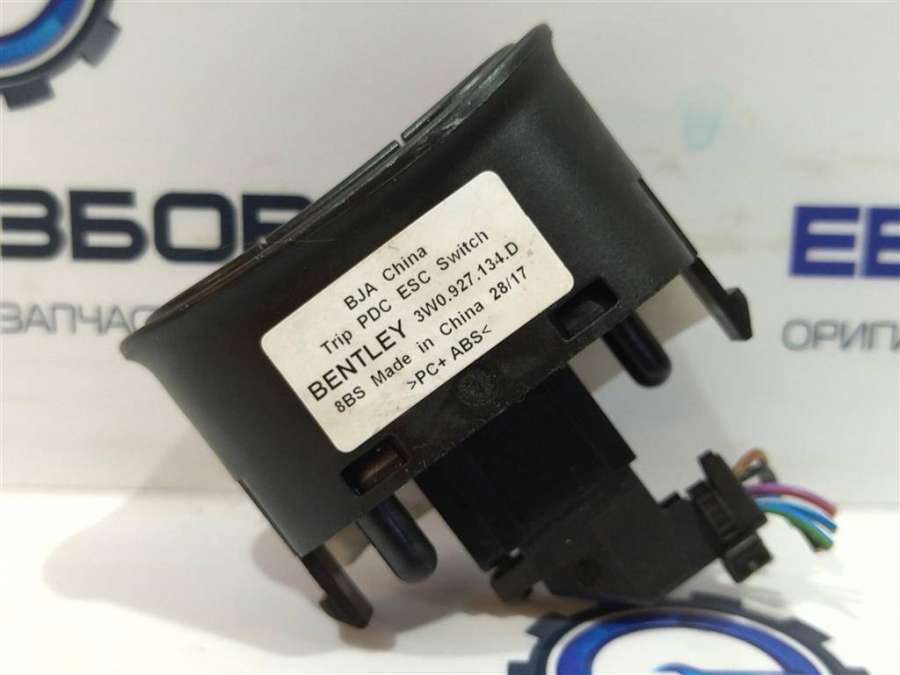 ЗБОР
ЗАПЧАСТ
ЕВ
ОРИГИ
BJA China
Trip PDC ESC Switch
BENTLEY 3W0.927.134.D
8BS Made in China 28/17
>PC+ABS<